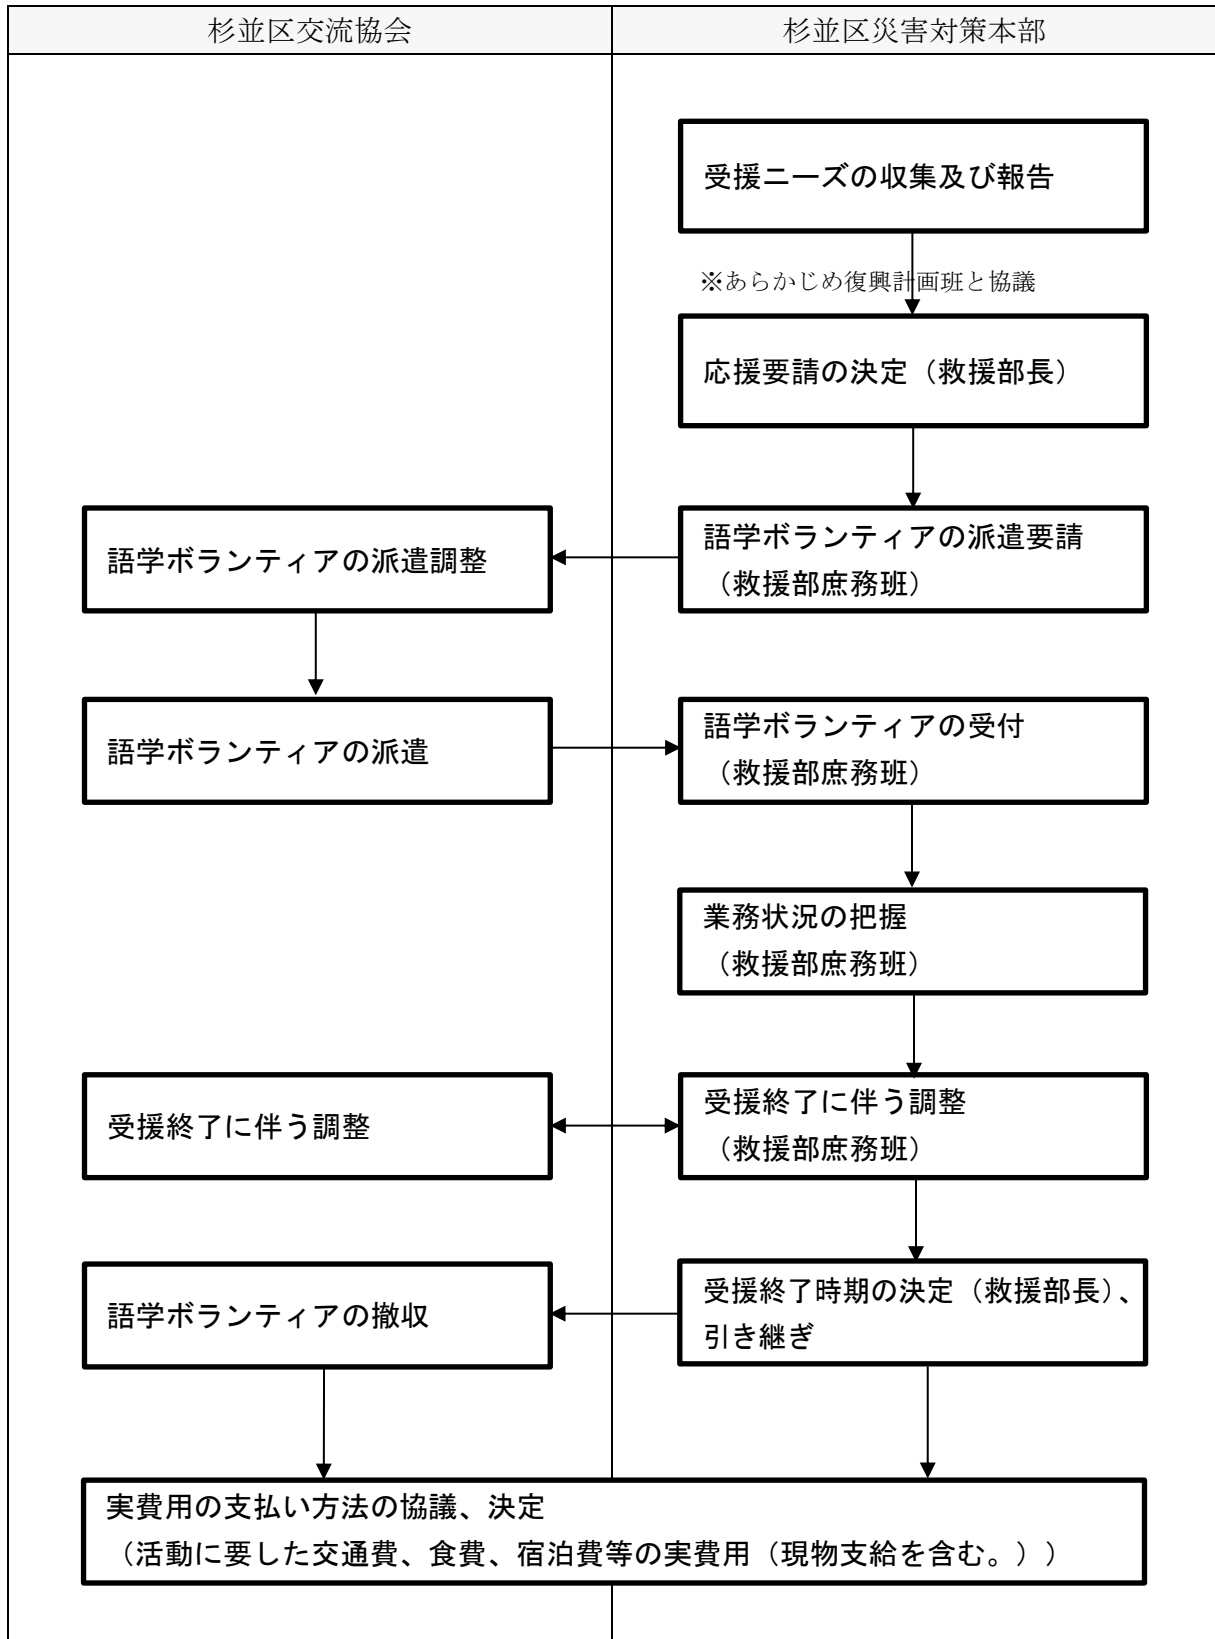 杉並区交流協会
杉並区災害対策本部
受援ニーズの収集及び報告
※あらかじめ復興計画班と協議
応援要請の決定（救援部長）
語学ボランティアの派遣調整
語学ボランティアの派遣要請
（救援部庶務班）
語学ボランティアの派遣
語学ボランティアの受付
（救援部庶務班）
業務状況の把握
（救援部庶務班）
受援終了に伴う調整
受援終了に伴う調整
（救援部庶務班）
語学ボランティアの撤収
受援終了時期の決定（救援部長）、
引き継ぎ
実費用の支払い方法の協議、決定
（活動に要した交通費、食費、宿泊費等の実費用（現物支給を含む。））